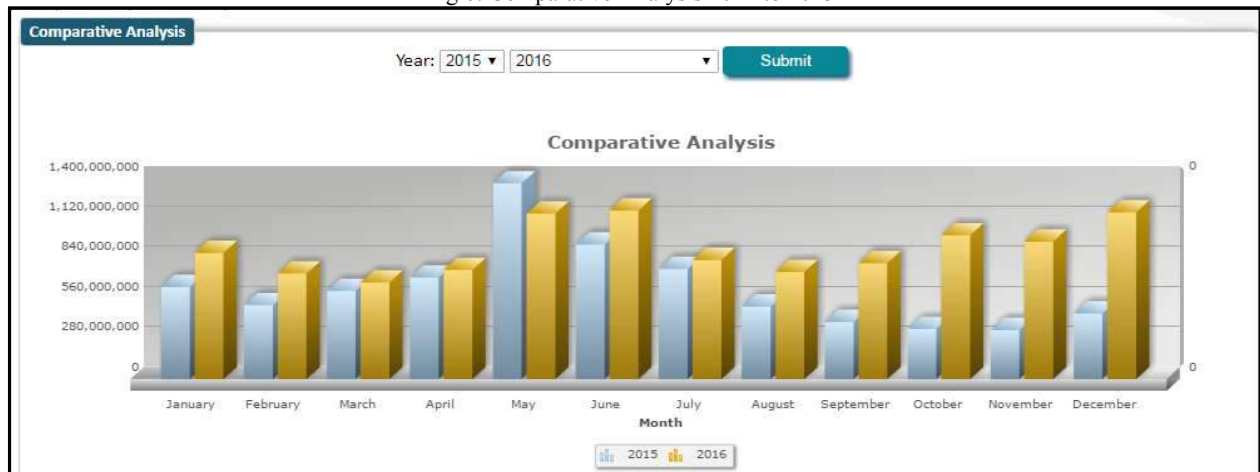 Comparative Analysis
Year: 2015 2016 Submit
Comparative Analysis
1,400,000,000 0
1,120,000,000
840,000,000
560,000,000
280,000,000
0 0
January February March April May June July August September October November December
Month
2015 2016